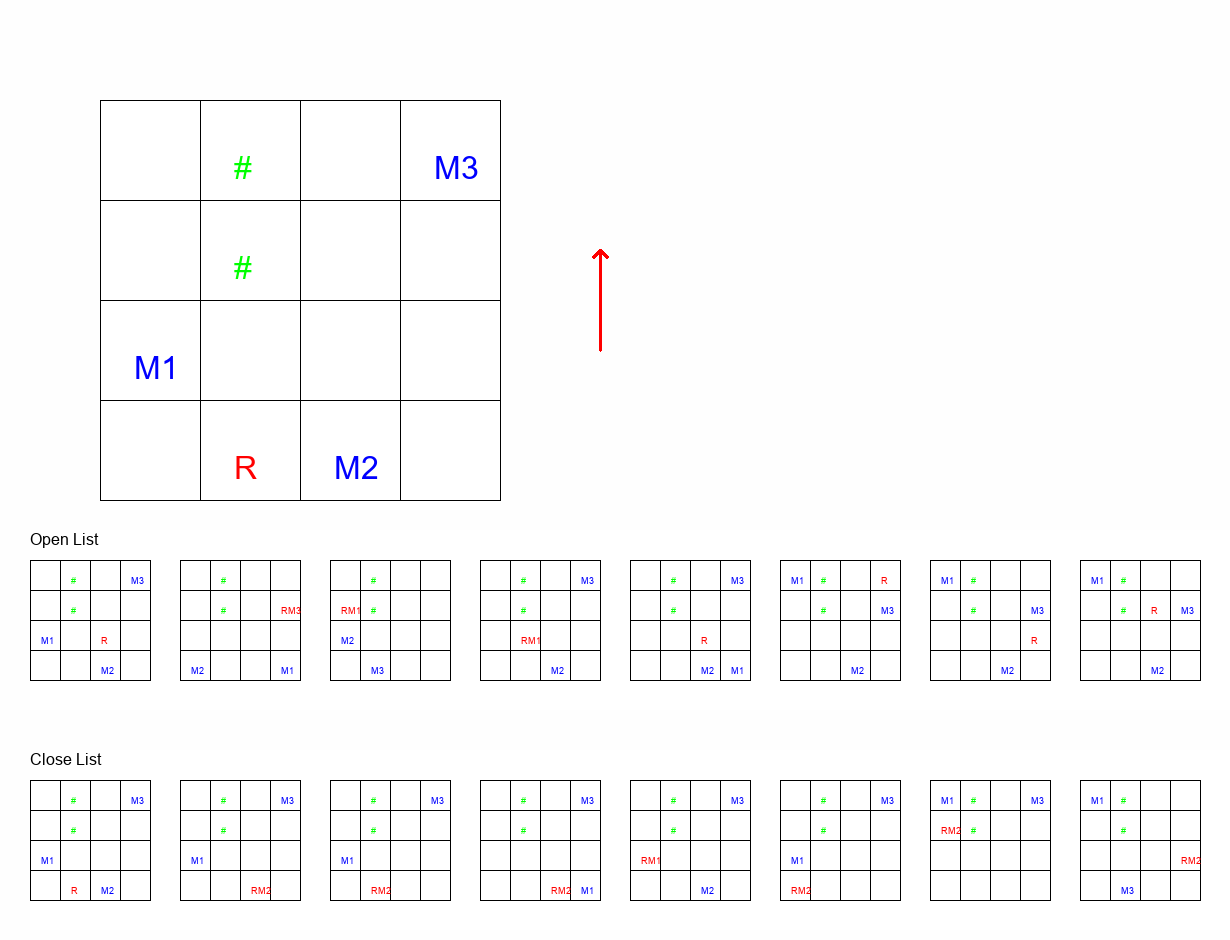 # M3
#
M1
R M2
Open List
# M3 # # # M3 # M3 M1 # R M1 # M1 #
# # RM3 RM1 # # # # M3 # M3 # R M3
M1 R M2 RM1 R R
M2 M2 M1 M3 M2 M2 M1 M2 M2 M2
Close List
# M3 # M3 # M3 # M3 # M3 # M3 M1 # M3 M1 #
# # # # # # RM2 # #
M1 M1 M1 RM1 M1 RM2
R M2 RM2 RM2 RM2 M1 M2 RM2 M3